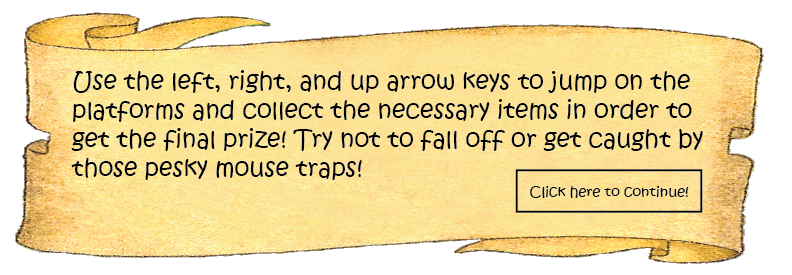 Use the left, right, and up arrow keys to jump on the
platforms and collect the necessary items in order to
get the final prize! Try not to fall off or get caught by
those pesky mouse traps!
Click here to Continue!